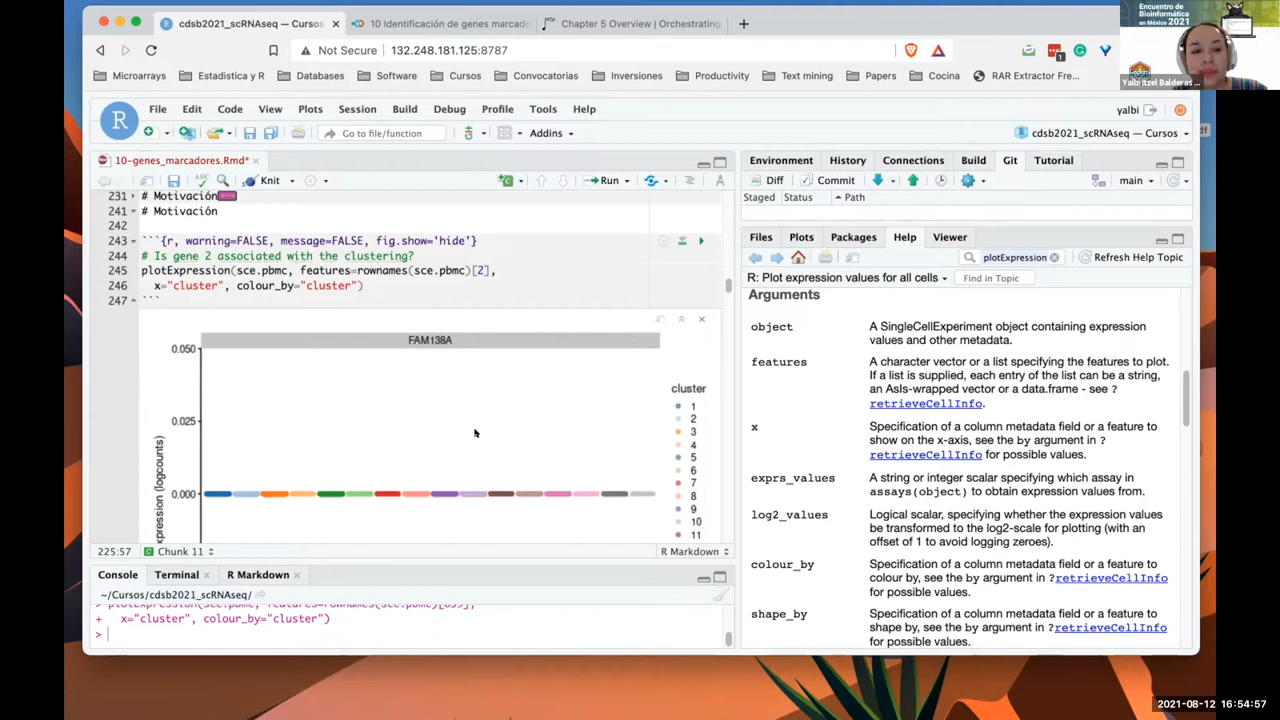 cdsb2021_scRNAseq — Cursos
10 Identificación de genes marcado
Chapter 5 Overview | Orchestrating
Not Secure | 132.248.181.125:8787
Microarrays
Estadistica y R
Databases
Software
Cursos
Convocatorias
Inversiones
Productivity
Text mining
Papers
Cocina
RAR Extractor Fre...
Encuentro de
Bioinformática
en México 2021
Yalbi Itzel Balderas ...
File Edit Code View Plots Session Build Debug Profile Tools Help
yalbi
Go to file/function
Addins
cdsb2021_scRNAseq — Cursos
10-genes_marcadores.Rmd*
Knit
Run
231 # Motivación
241 # Motivación
242
243 ```{r, warning=FALSE, message=FALSE, fig.show='hide'}
244 # Is gene 2 associated with the clustering?
245 plotExpression(sce.pbmc, features=rownames(sce.pbmc)[2],
246 x="cluster", colour_by="cluster")
247 ```
FAM138A
0.050
0.025
0.000
cluster
1
2
3
4
5
6
7
8
9
10
11
225:57
Chunk 11
R Markdown
Console
Terminal
R Markdown
~/Cursos/cdsb2021_scRNAseq/
+ x="cluster", colour_by="cluster")
>
Environment History Connections Build Git Tutorial
Diff
Commit
main
Staged Status Path
Files Plots Packages Help Viewer
plotExpression
Refresh Help Topic
R: Plot expression values for all cells
Find in Topic
Arguments
object A SingleCellExperiment object containing expression
values and other metadata.
features A character vector or a list specifying the features to plot.
If a list is supplied, each entry of the list can be a string,
an AsIs-wrapped vector or a data.frame - see ?
retrieveCellInfo.
x Specification of a column metadata field or a feature to
show on the x-axis, see the by argument in ?
retrieveCellInfo for possible values.
exprs_values A string or integer scalar specifying which assay in
assays(object) to obtain expression values from.
log2_values Logical scalar, specifying whether the expression values
be transformed to the log2-scale for plotting (with an
offset of 1 to avoid logging zeroes).
colour_by Specification of a column metadata field or a feature to
colour by, see the by argument in ?retrieveCellInfo
for possible values.
shape_by Specification of a column metadata field or a feature to
shape by, see the by argument in ?retrieveCellInfo
for possible values.
2021-08-12 16:54:57